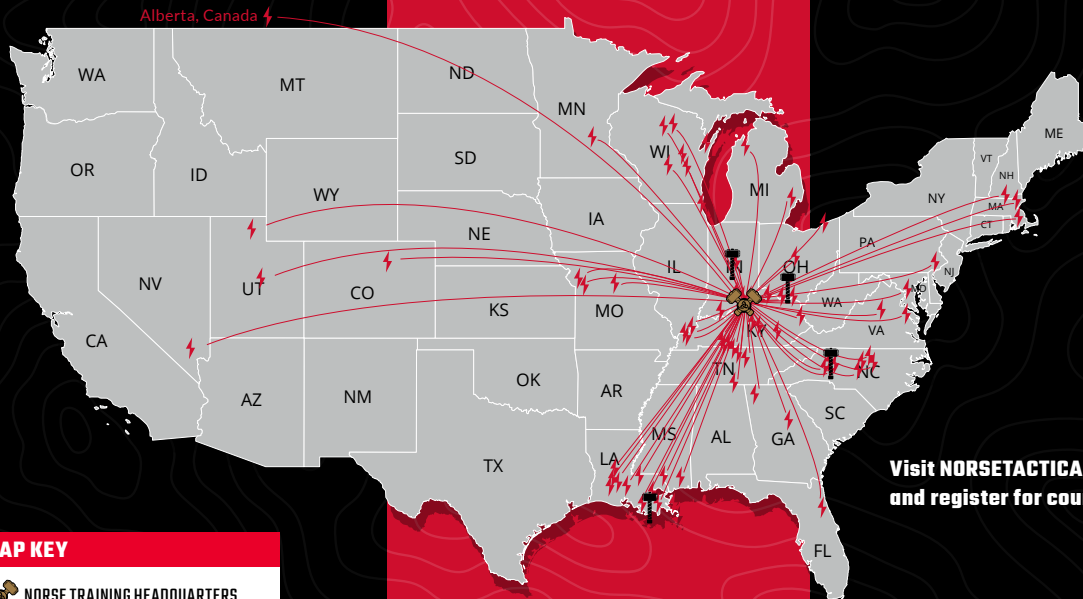 Alberta, Canada
WA
MT
ND
MN
ME
OR
ID
SD
WI
VT
NH
WY
MI
NY
MA
CT
IA
NE
PA
NV
UT
CO
IL
IN
OH
NJ
MD
KS
MO
WA
VA
CA
KY
AZ
NM
OK
AR
TN
NC
SC
MS
AL
GA
TX
LA
FL
Visit NORSETACTICA
and register for cou
AP KEY
NORSE TRAINING HEADQUARTERS